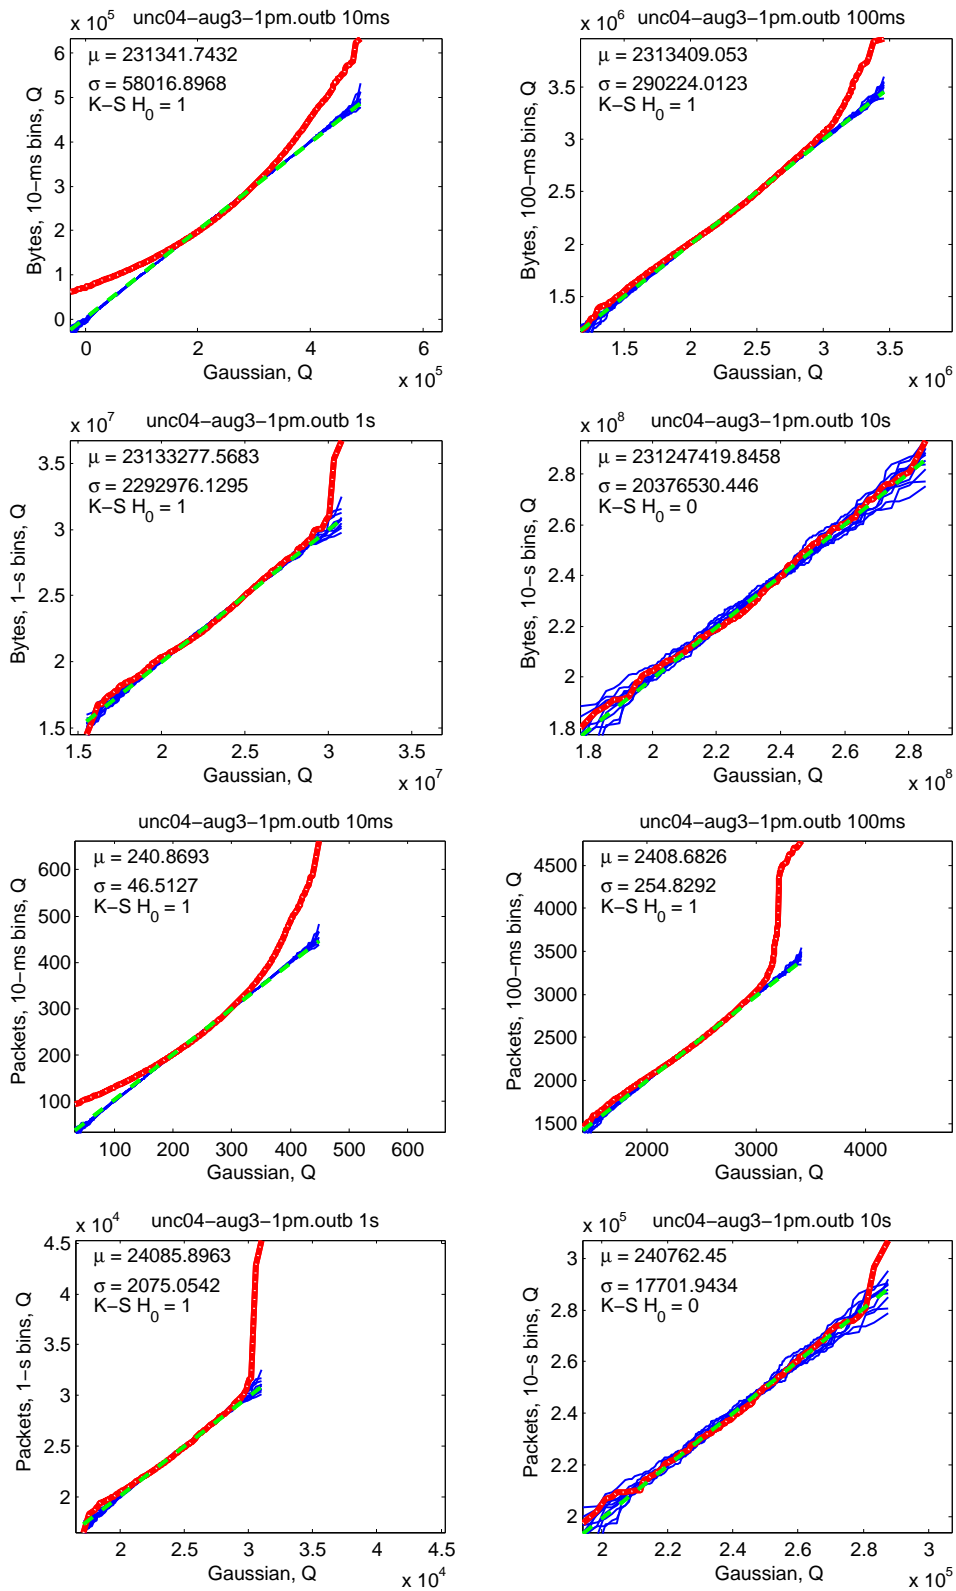 unc04−aug3−1pm.outb 10ms
x 10^5
μ = 231341.7432
σ = 58016.8968
K−S H_0 = 1
6
5
4
3
2
1
0
Bytes, 10−ms bins, Q
0 2 4 6
Gaussian, Q
x 10^5
unc04−aug3−1pm.outb 100ms
x 10^6
μ = 2313409.053
σ = 290224.0123
K−S H_0 = 1
3.5
3
2.5
2
1.5
Bytes, 100−ms bins, Q
1.5 2 2.5 3 3.5
Gaussian, Q
x 10^6
unc04−aug3−1pm.outb 1s
x 10^7
μ = 23133277.5683
σ = 2292976.1295
K−S H_0 = 1
3.5
3
2.5
2
1.5
Bytes, 1−s bins, Q
1.5 2 2.5 3 3.5
Gaussian, Q
x 10^7
unc04−aug3−1pm.outb 10s
x 10^8
μ = 231247419.8458
σ = 20376530.446
K−S H_0 = 0
2.8
2.6
2.4
2.2
2
1.8
Bytes, 10−s bins, Q
1.8 2 2.2 2.4 2.6 2.8
Gaussian, Q
x 10^8
unc04−aug3−1pm.outb 10ms
μ = 240.8693
σ = 46.5127
K−S H_0 = 1
600
500
400
300
200
100
Packets, 10−ms bins, Q
100 200 300 400 500 600
Gaussian, Q
unc04−aug3−1pm.outb 100ms
μ = 2408.6826
σ = 254.8292
K−S H_0 = 1
4500
4000
3500
3000
2500
2000
1500
Packets, 100−ms bins, Q
2000 3000 4000
Gaussian, Q
unc04−aug3−1pm.outb 1s
x 10^4
μ = 24085.8963
σ = 2075.0542
K−S H_0 = 1
4.5
4
3.5
3
2.5
2
Packets, 1−s bins, Q
2 2.5 3 3.5 4 4.5
Gaussian, Q
x 10^4
unc04−aug3−1pm.outb 10s
x 10^5
μ = 240762.45
σ = 17701.9434
K−S H_0 = 0
3
2.8
2.6
2.4
2.2
2
Packets, 10−s bins, Q
2 2.2 2.4 2.6 2.8 3
Gaussian, Q
x 10^5